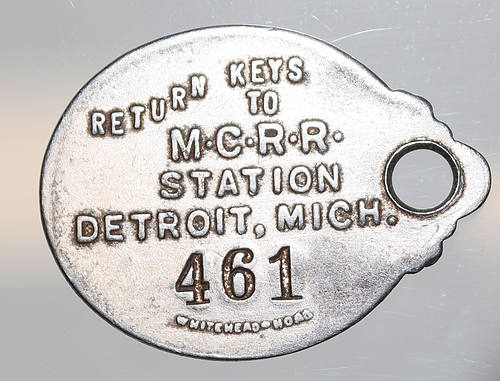 RETURN KEYS
TO
M·C·R·R·
STATION
DETROIT, MICH.
461
WHITEHEAD & HOAG